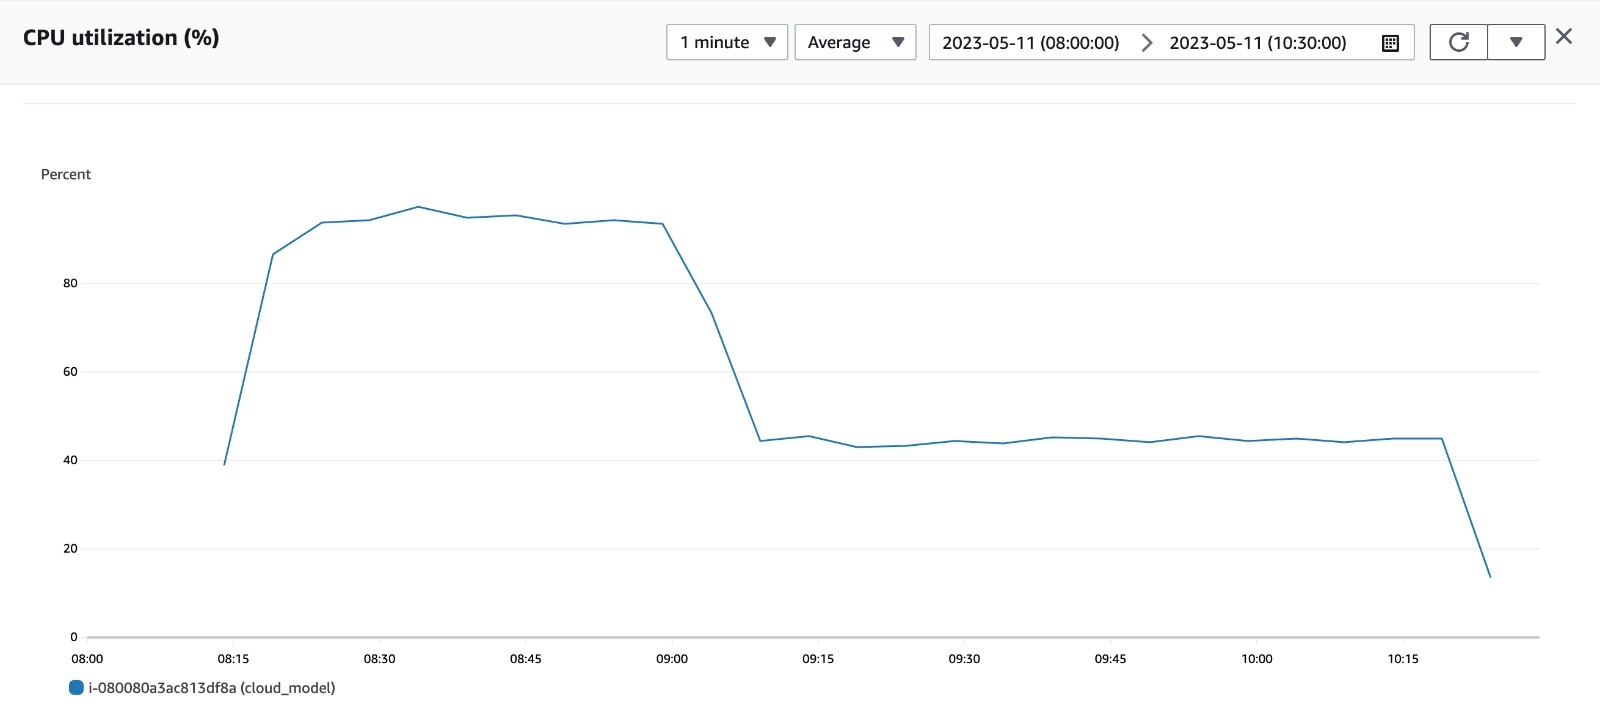 CPU utilization (%)
1 minute
Average
2023-05-11 (08:00:00)
2023-05-11 (10:30:00)
Percent
80
60
40
20
0
08:00 08:15 08:30 08:45 09:00 09:15 09:30 09:45 10:00 10:15
i-080080a3ac813df8a (cloud_model)